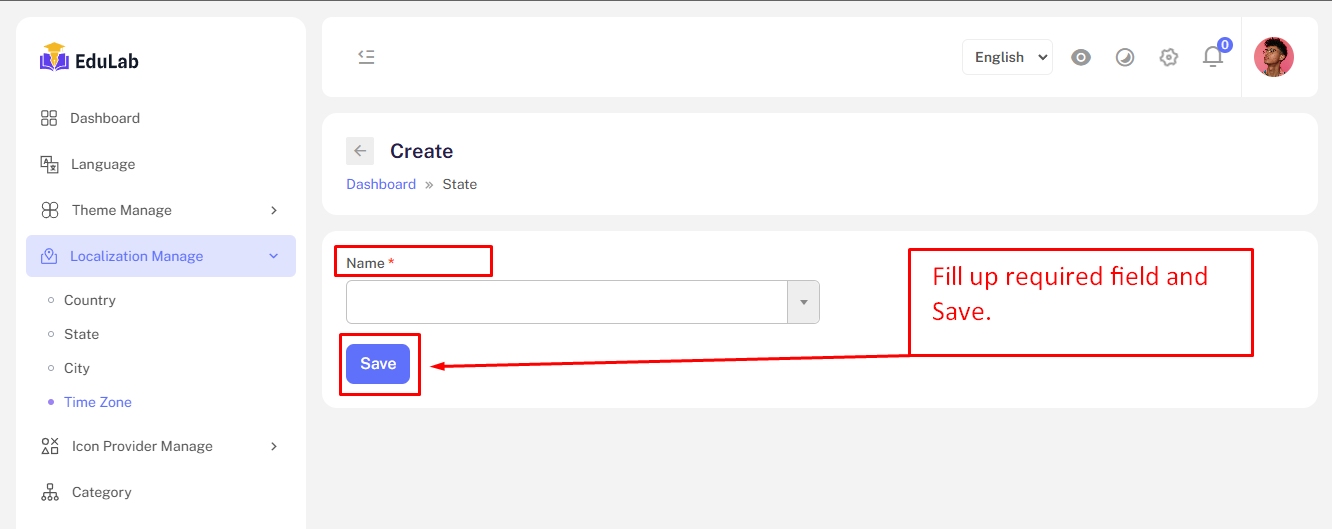 EduLab
Dashboard
Language
Theme Manage
Localization Manage
Country
State
City
Time Zone
Icon Provider Manage
Category
English
0
Create
Dashboard » State
Name *
Save
Fill up required field and
Save.